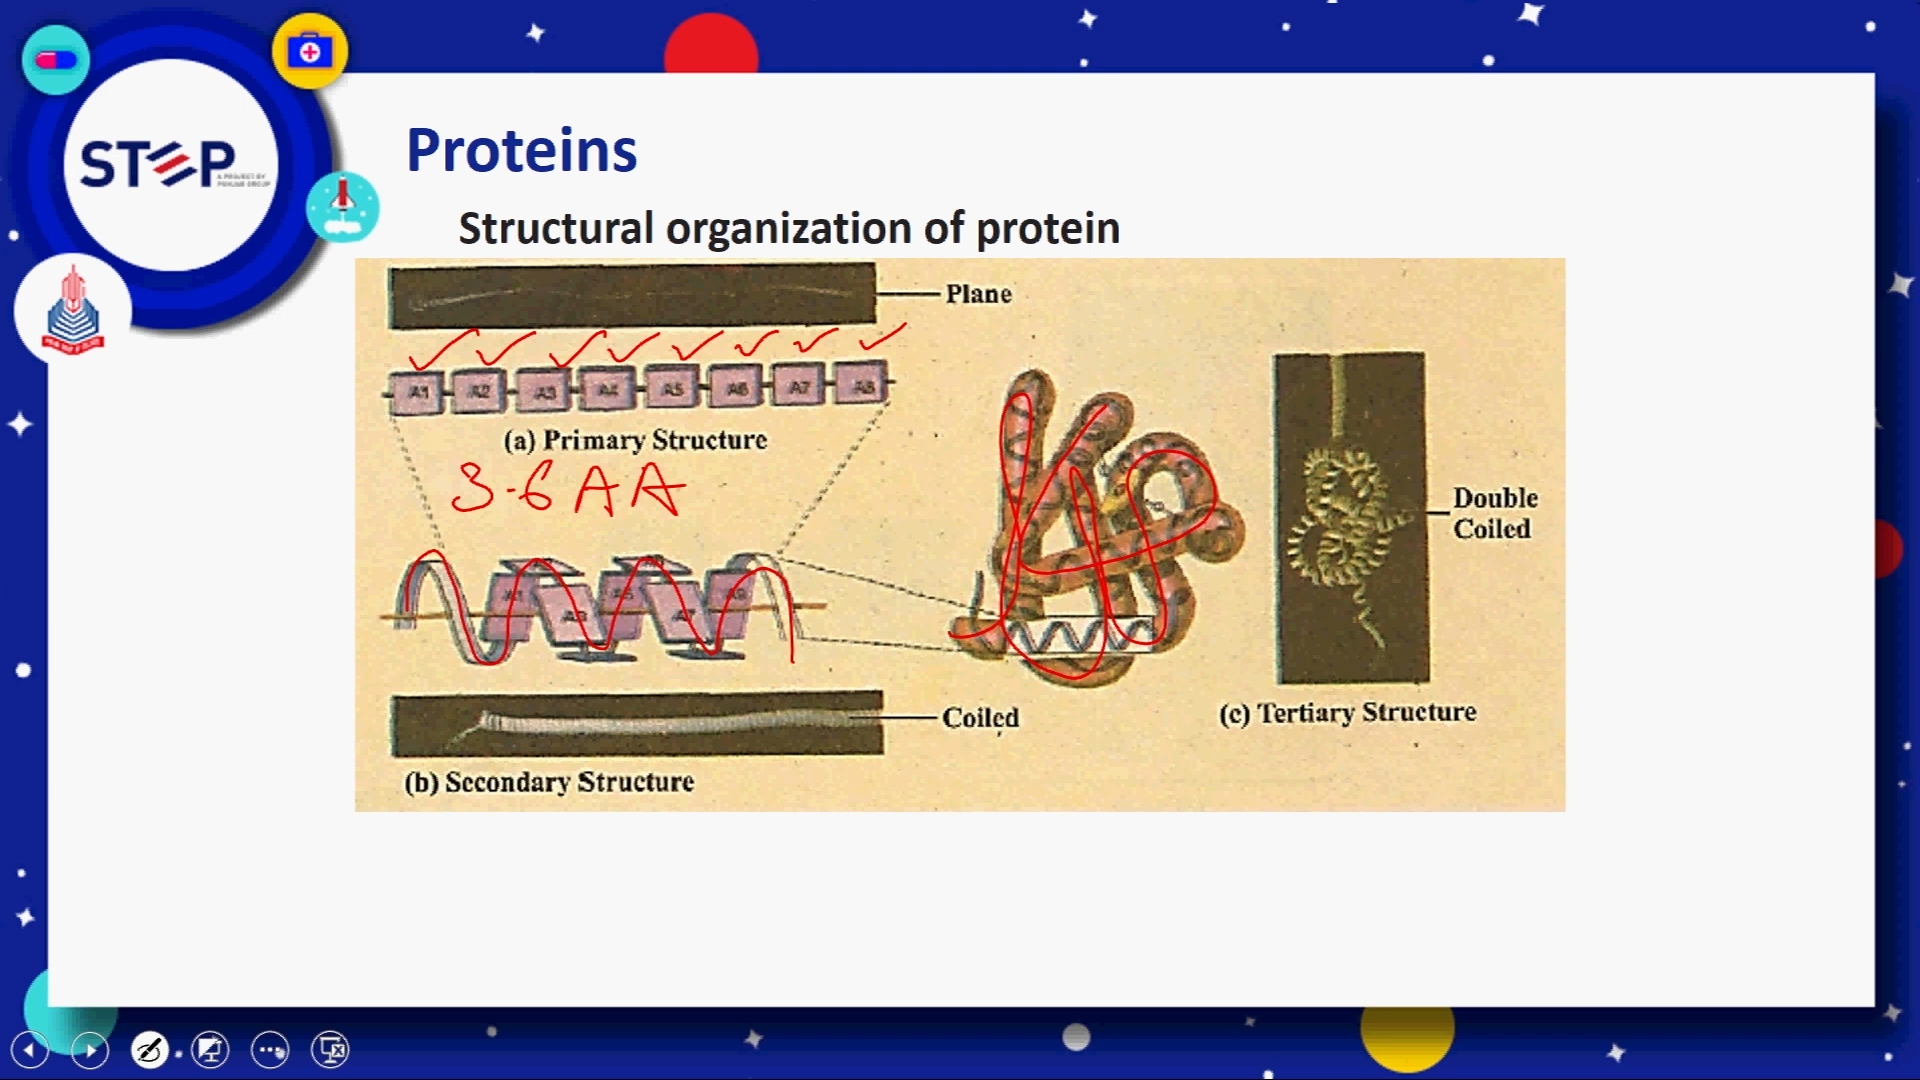 STEP
A PROJECT BY
PUNJAB GROUP
Proteins
Structural organization of protein
Plane
A1 A2 A3 A4 A5 A6 A7 A8
(a) Primary Structure
3.6 AA
Double
Coiled
Coiled
(c) Tertiary Structure
(b) Secondary Structure